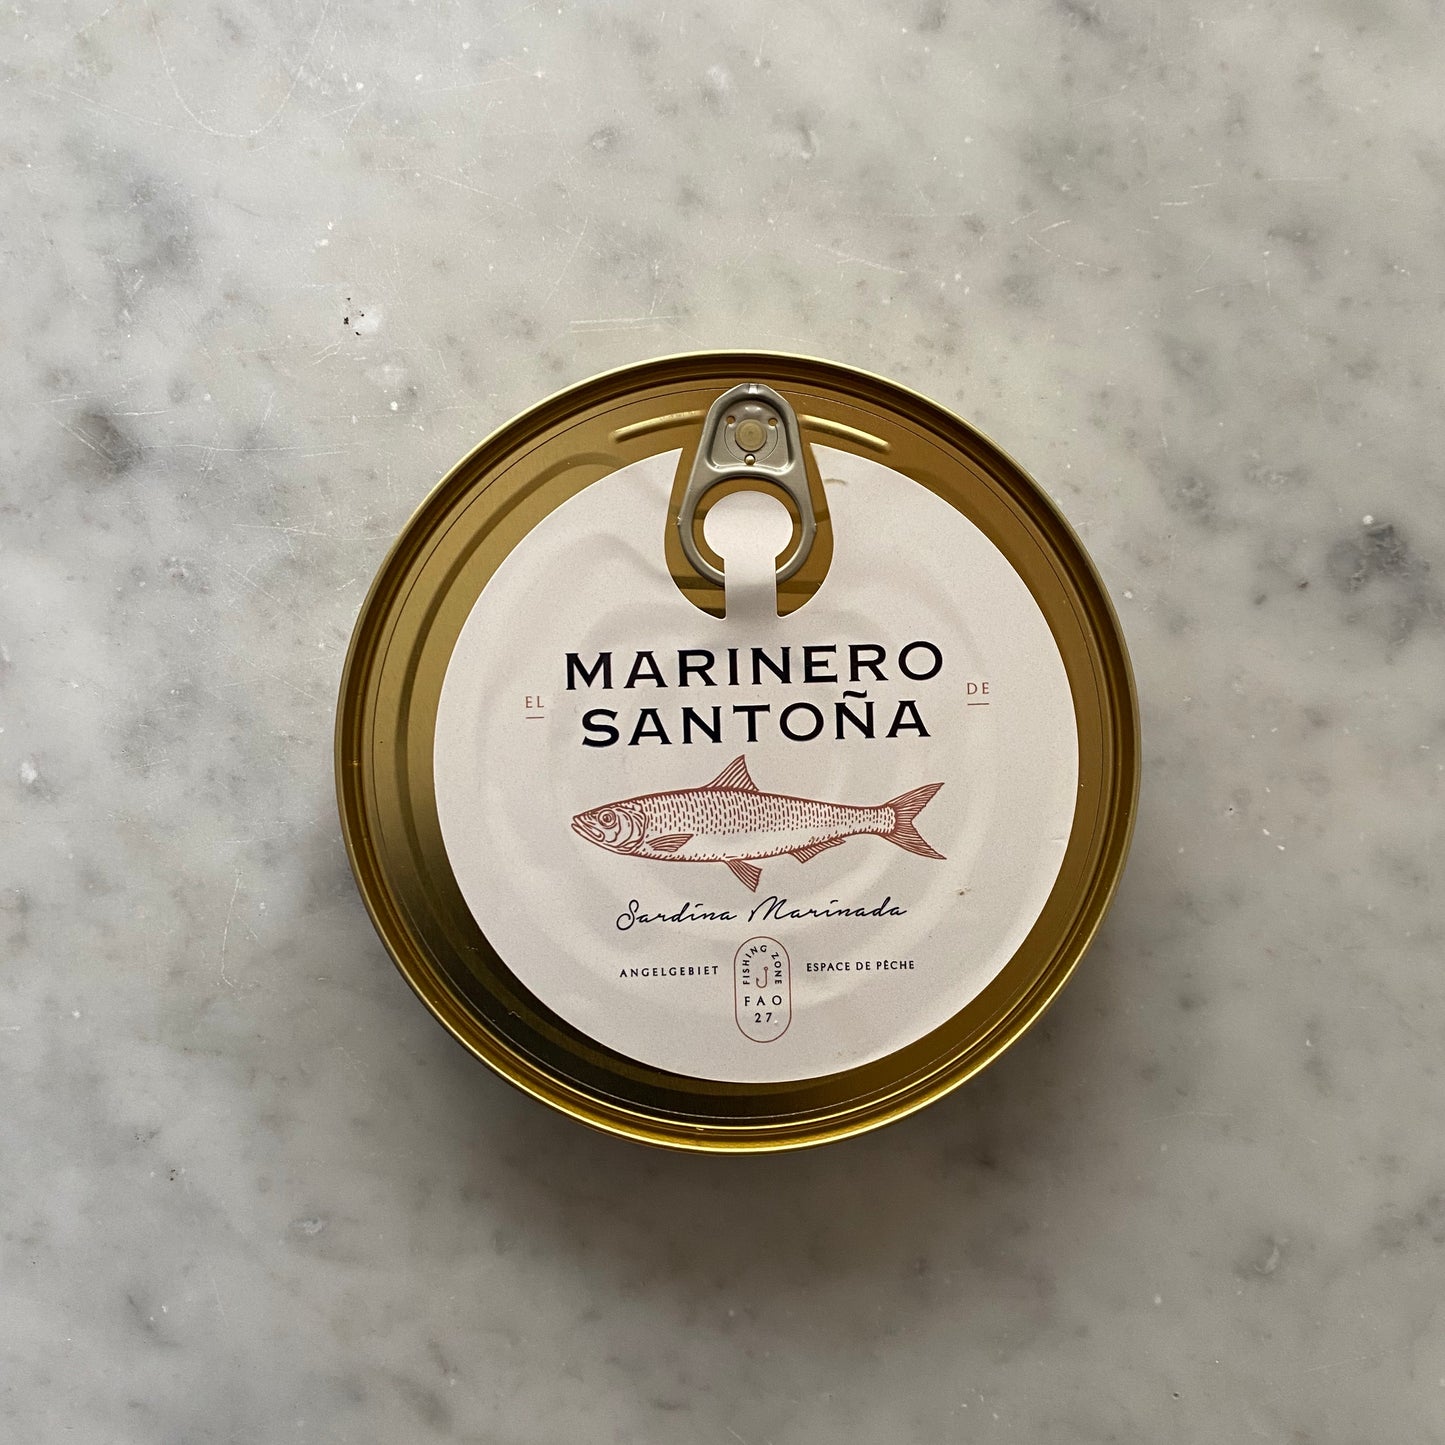 EL MARINERO DE
SANTOÑA
Sardina Marinada
ANGELGEBIET
FISHING ZONE
FAO
27
ESPACE DE PÊCHE